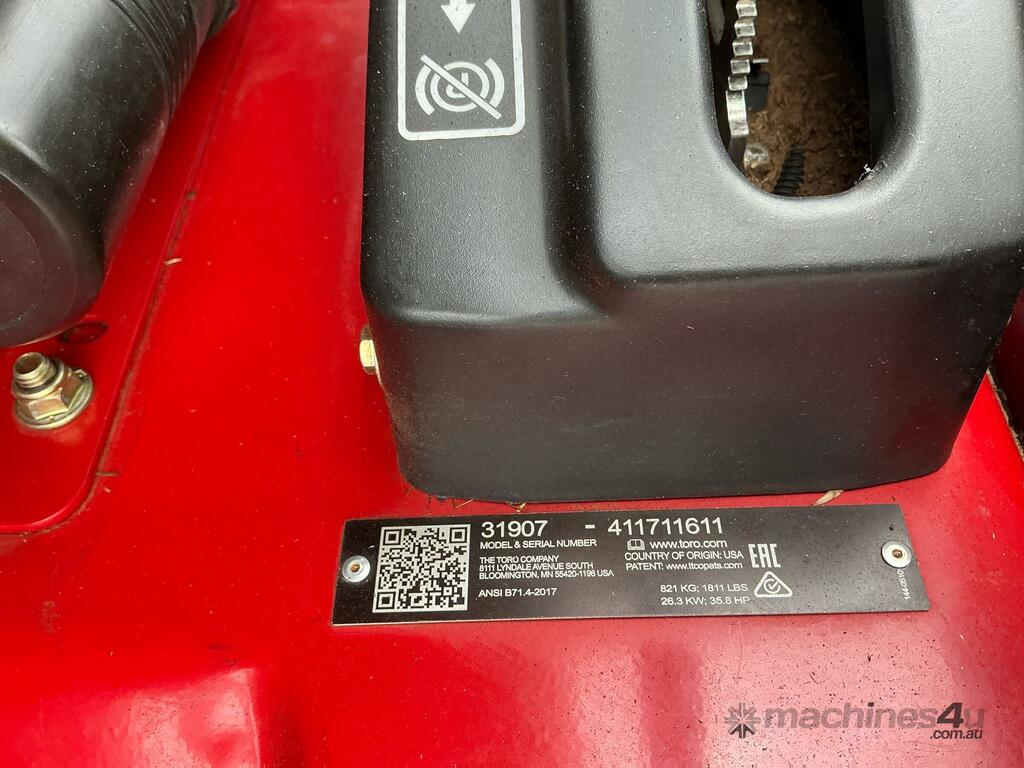 31907 - 411711611
MODEL & SERIAL NUMBER
www.toro.com
THE TORO COMPANY
8111 LYNDALE AVENUE SOUTH
BLOOMINGTON, MN 55420-1196 USA
COUNTRY OF ORIGIN: USA
PATENT: www.ttcopats.com
EAC
ANSI B71.4-2017
821 KG; 1811 LBS
26.3 KW; 35.8 HP
144-0510
machines4u
.com.au